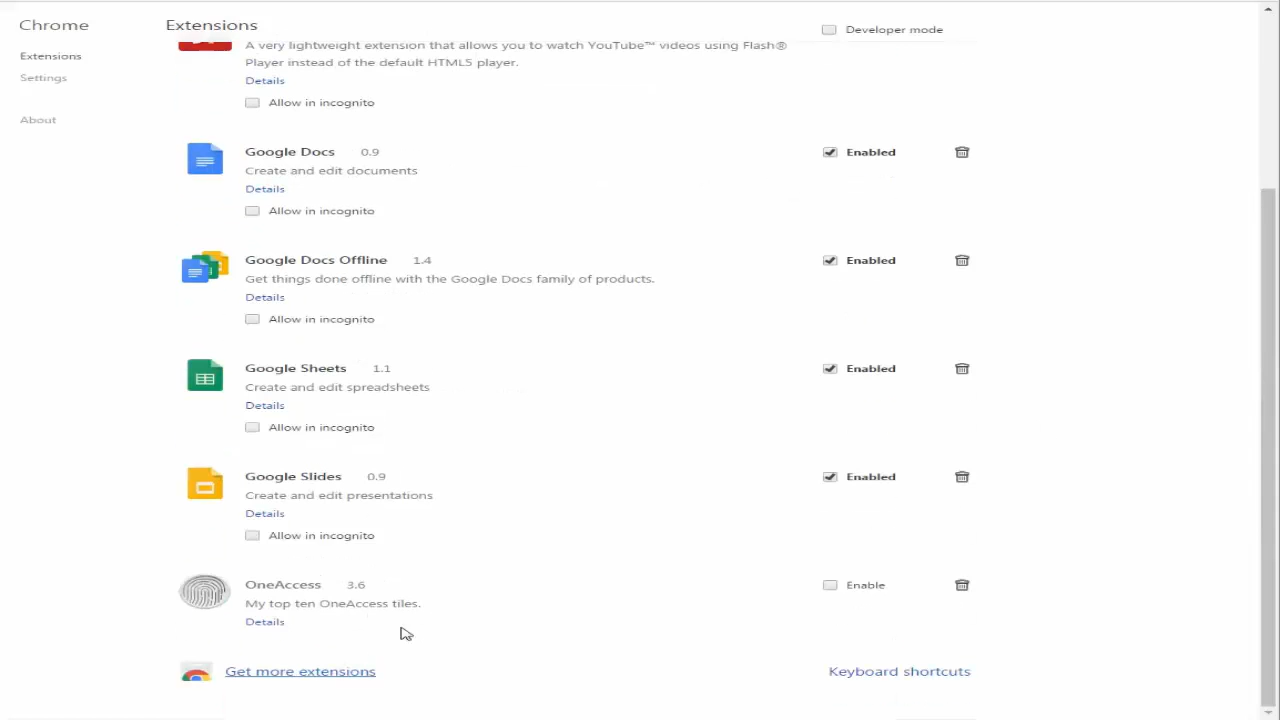 Chrome
Extensions
Settings
About
Extensions
Developer mode
A very lightweight extension that allows you to watch YouTube™ videos using Flash®
Player instead of the default HTML5 player.
Details
Allow in incognito
Google Docs 0.9
Enabled
Create and edit documents
Details
Allow in incognito
Google Docs Offline 1.4
Enabled
Get things done offline with the Google Docs family of products.
Details
Allow in incognito
Google Sheets 1.1
Enabled
Create and edit spreadsheets
Details
Allow in incognito
Google Slides 0.9
Enabled
Create and edit presentations
Details
Allow in incognito
OneAccess 3.6
Enable
My top ten OneAccess tiles.
Details
Get more extensions
Keyboard shortcuts